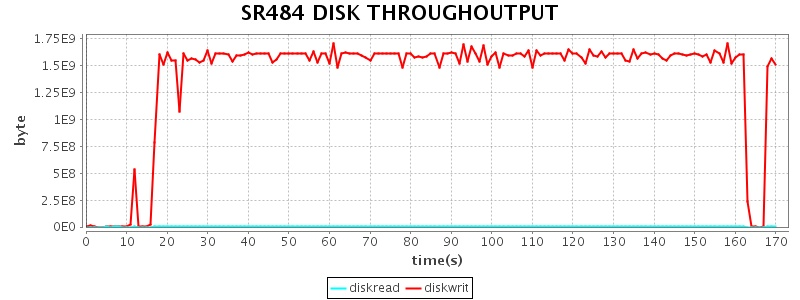 SR484 DISK THROUGHOUTPUT
1.75E9
1.5E9
1.25E9
1E9
7.5E8
5E8
2.5E8
0E0
byte
0 10 20 30 40 50 60 70 80 90 100 110 120 130 140 150 160 170
time(s)
diskread diskwrit